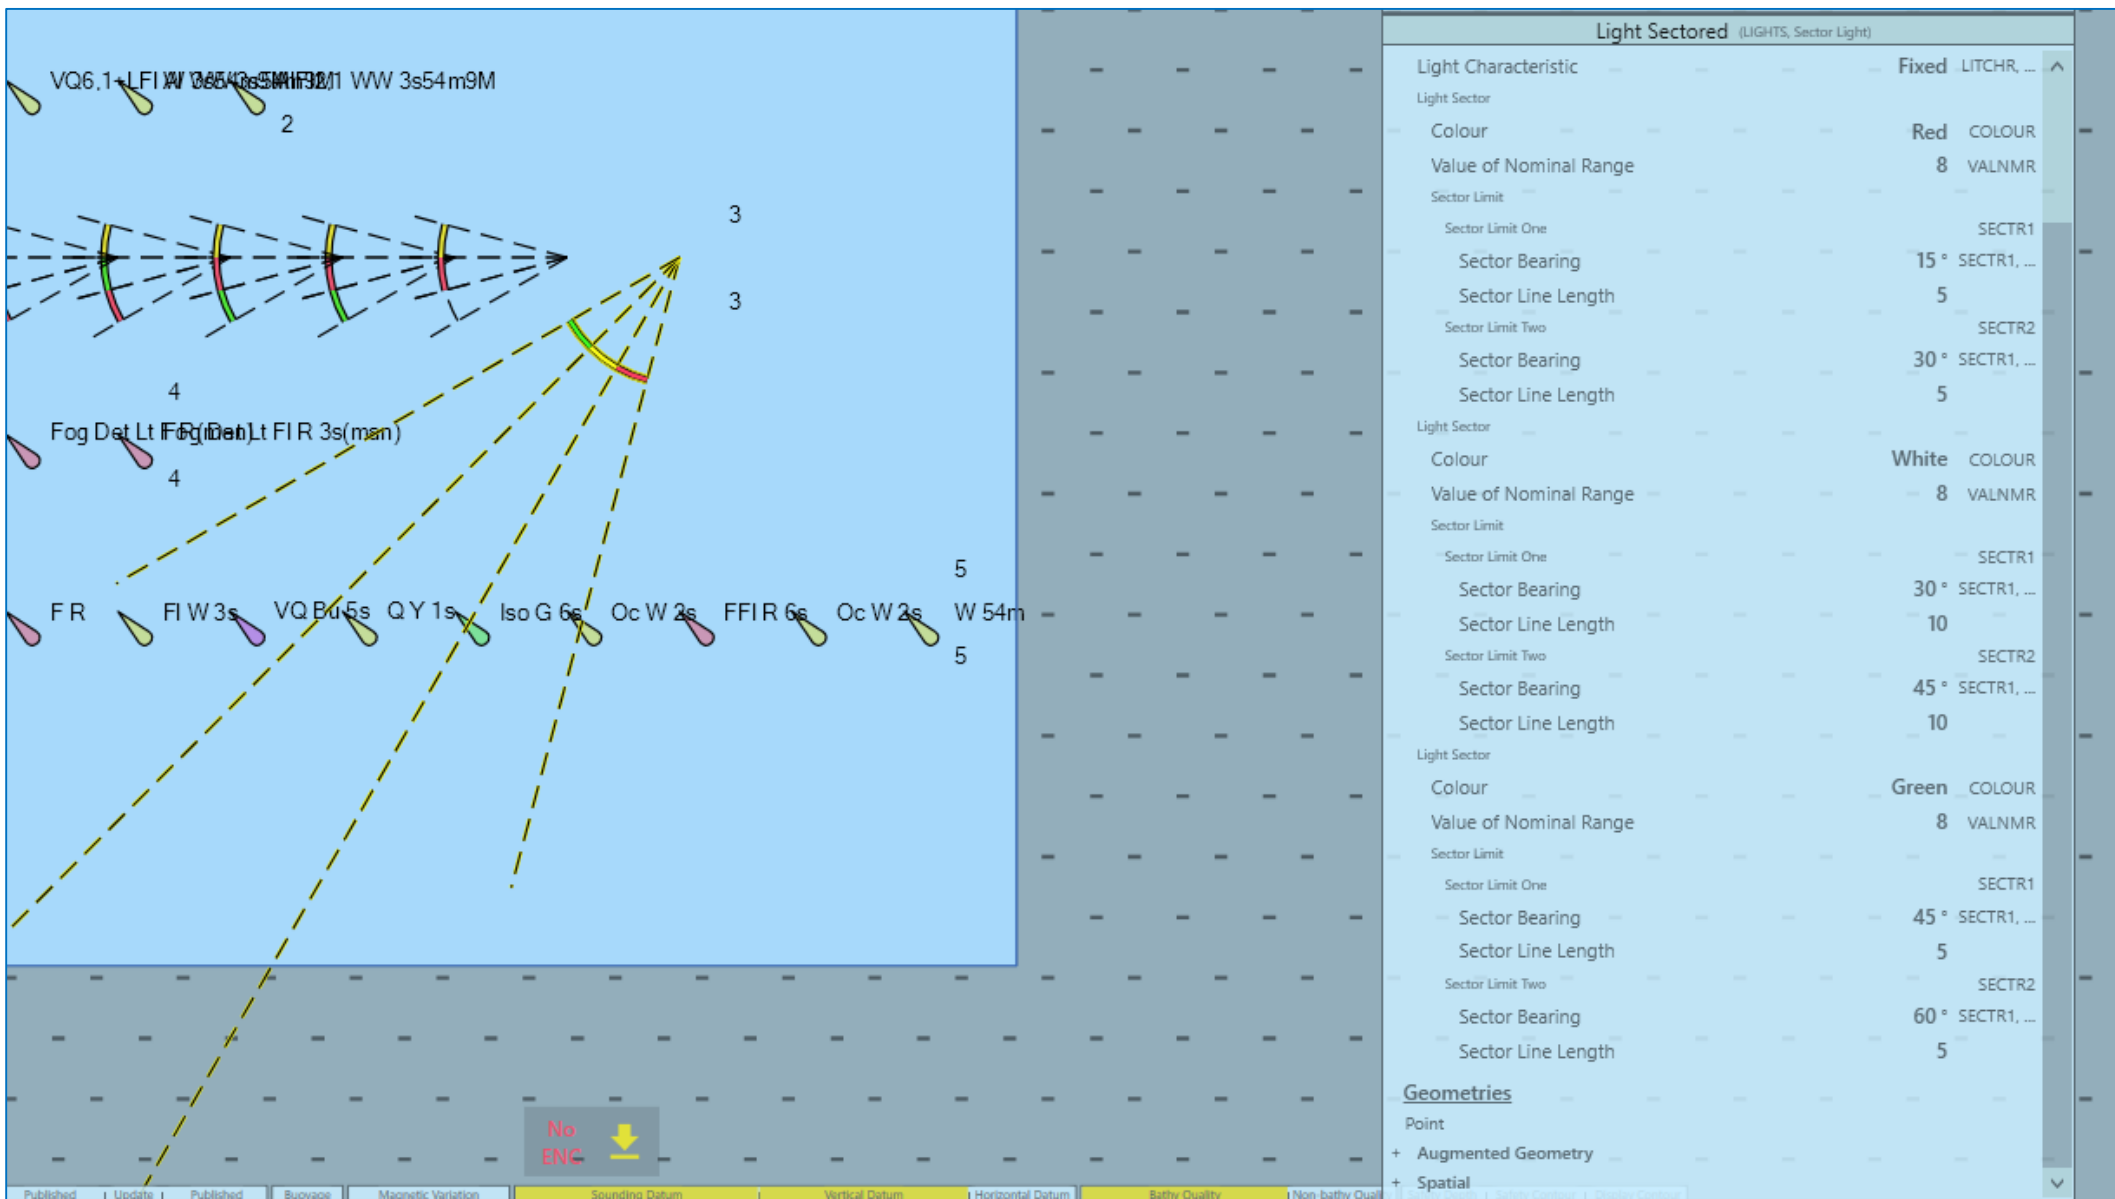 Light Sectored (LIGHTS, Sector Light)
Light Characteristic Fixed LITCHR, ...
Light Sector
Colour Red COLOUR
Value of Nominal Range 8 VALNMR
Sector Limit
Sector Limit One SECTR1
Sector Bearing 15 ° SECTR1, ...
Sector Line Length 5
Sector Limit Two SECTR2
Sector Bearing 30 ° SECTR1, ...
Sector Line Length 5
Light Sector
Colour White COLOUR
Value of Nominal Range 8 VALNMR
Sector Limit
Sector Limit One SECTR1
Sector Bearing 30 ° SECTR1, ...
Sector Line Length 10
Sector Limit Two SECTR2
Sector Bearing 45 ° SECTR1, ...
Sector Line Length 10
Light Sector
Colour Green COLOUR
Value of Nominal Range 8 VALNMR
Sector Limit
Sector Limit One SECTR1
Sector Bearing 45 ° SECTR1, ...
Sector Line Length 5
Sector Limit Two SECTR2
Sector Bearing 60 ° SECTR1, ...
Sector Line Length 5
Geometries
Point
+ Augmented Geometry
+ Spatial
VQ6,1+LFl W WW 3s54m9M
2
3
3
4
Fog Det Lt Fog Det Lt Fl R 3s(msn)
4
5
F R Fl W 3s VQ Bu 5s Q Y 1s Iso G 6s Oc W 2s FFl R 6s Oc W 2s W 54m
5
No
ENC
Published Update Published Buoyage Magnetic Variation Sounding Datum Vertical Datum Horizontal Datum Bathy Quality Non-bathy Quality